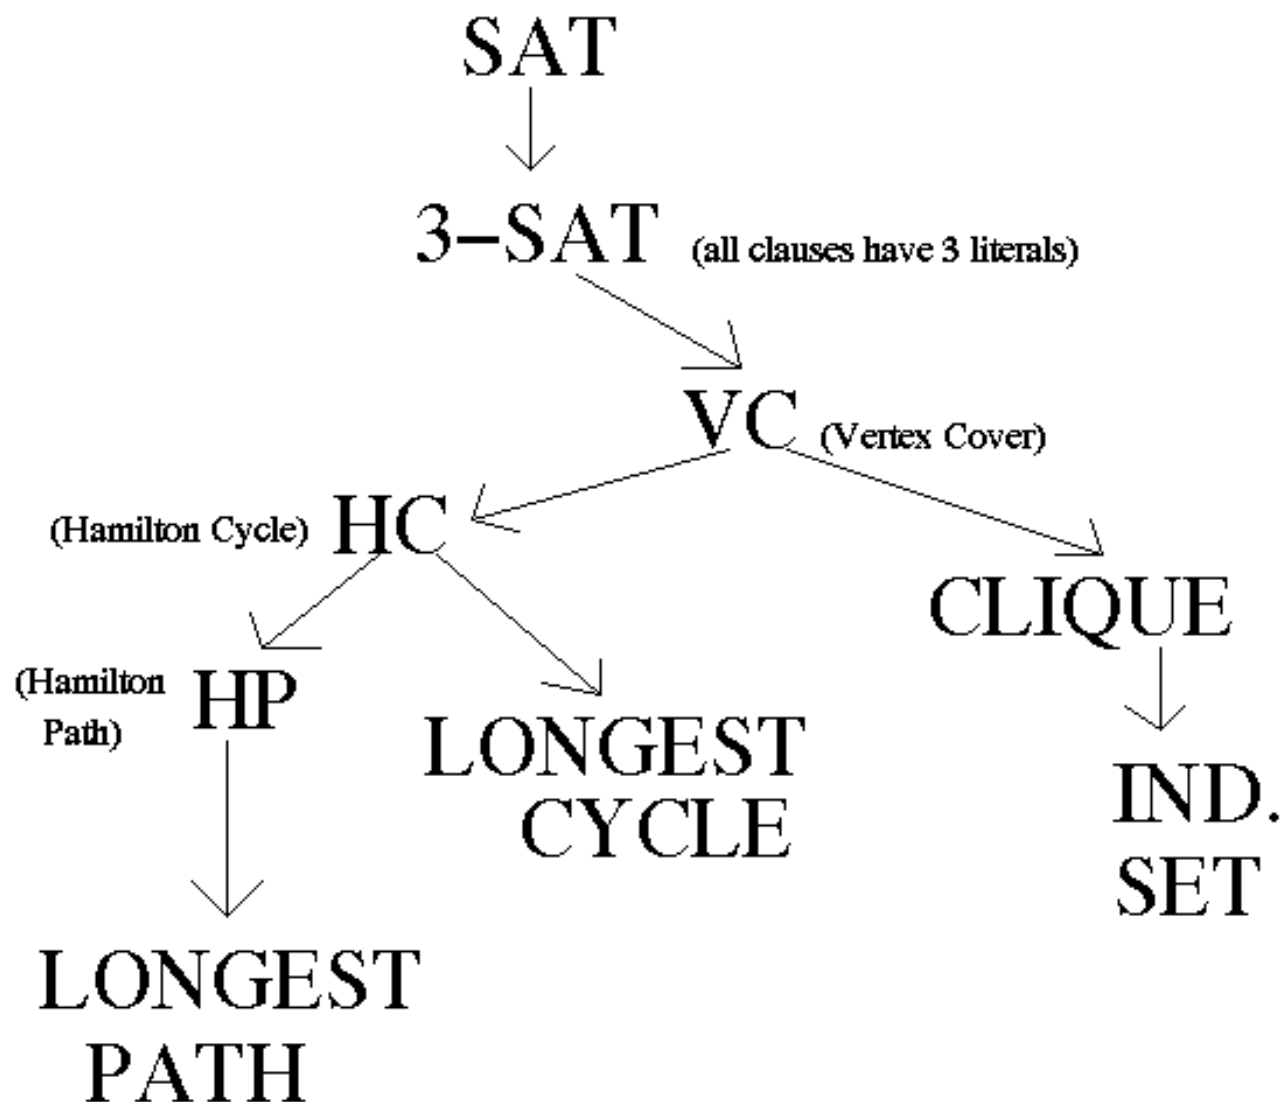 SAT
3-SAT (all clauses have 3 literals)
VC (Vertex Cover)
(Hamilton Cycle) HC
CLIQUE
(Hamilton
Path)
HP
LONGEST
CYCLE
IND.
SET
LONGEST
PATH